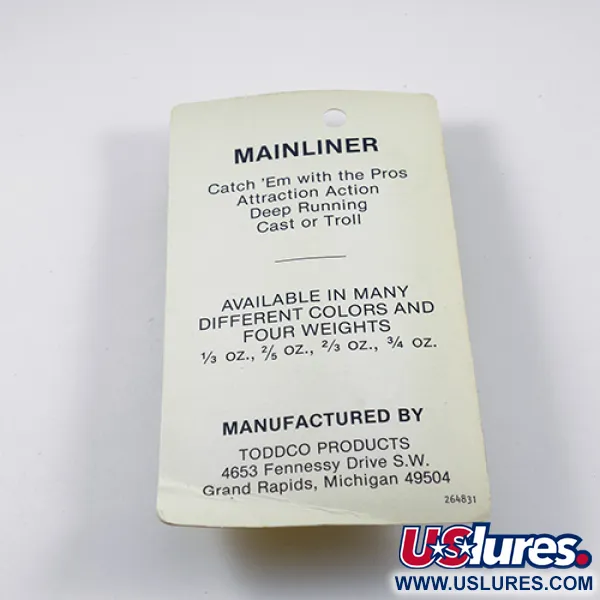 MAINLINER
Catch 'Em with the Pros
Attraction Action
Deep Running
Cast or Troll
AVAILABLE IN MANY
DIFFERENT COLORS AND
FOUR WEIGHTS
⅓ oz., ⅖ oz., ⅔ oz., ¾ oz.
MANUFACTURED BY
TODDCO PRODUCTS
4653 Fennessy Drive S.W.
Grand Rapids, Michigan 49504
264831
USlures.
WWW.USLURES.COM